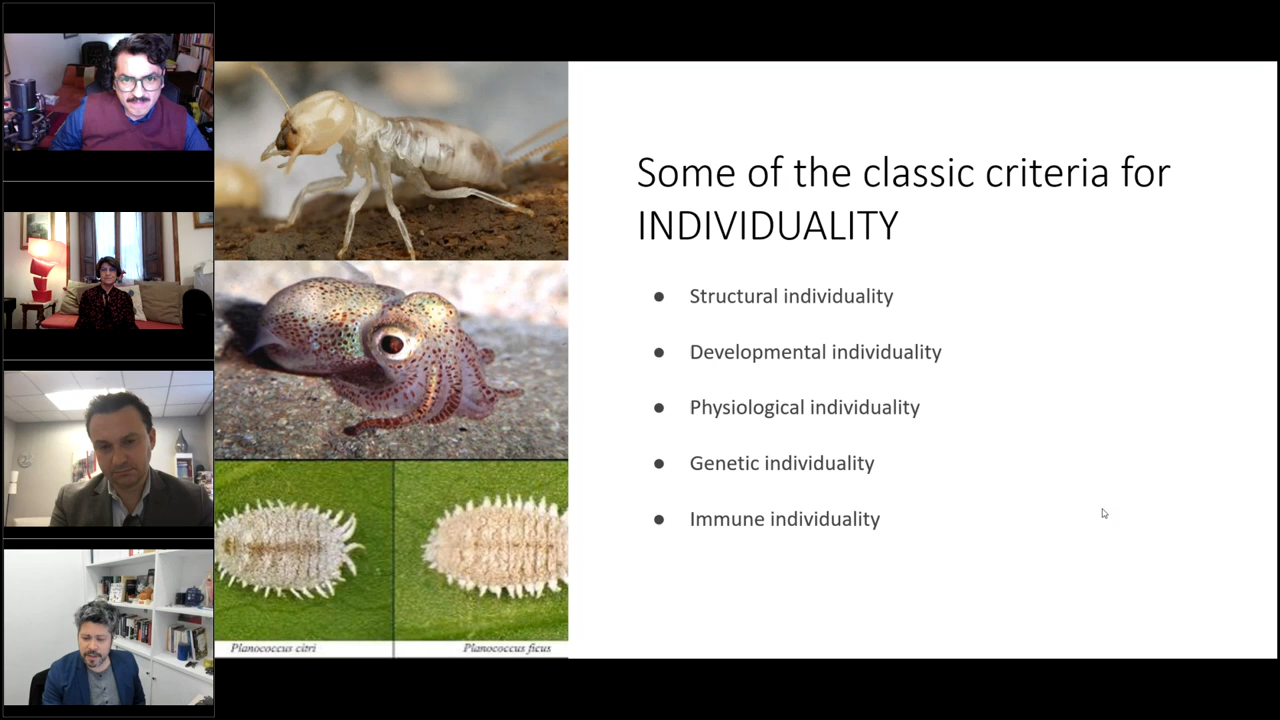 Some of the classic criteria for
INDIVIDUALITY
● Structural individuality
● Developmental individuality
● Physiological individuality
● Genetic individuality
● Immune individuality
Planococcus citri
Planococcus ficus